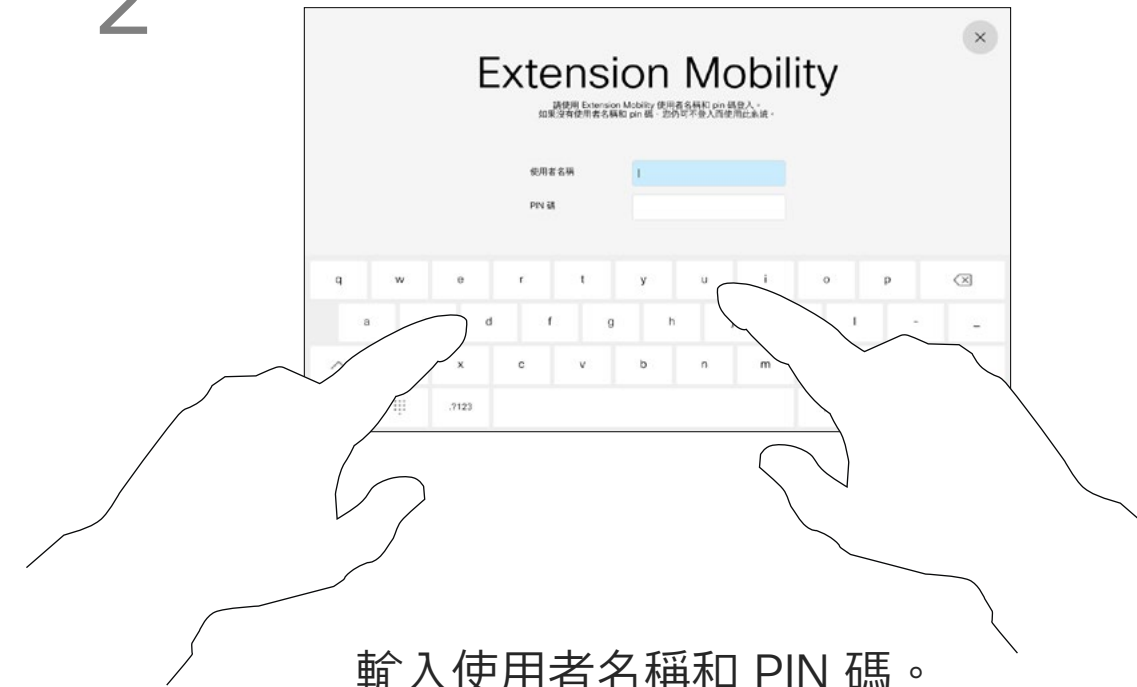 2
Extension Mobility
請使用 Extension Mobility 使用者名稱和 pin 碼登入。
如果沒有使用者名稱和 pin 碼，您仍可不登入而使用此系統。
使用者名稱
PIN 碼
q w e r t y u i o p
a d f g h l - _
x c v b n m
.?123
輸入使用者名稱和 PIN 碼。